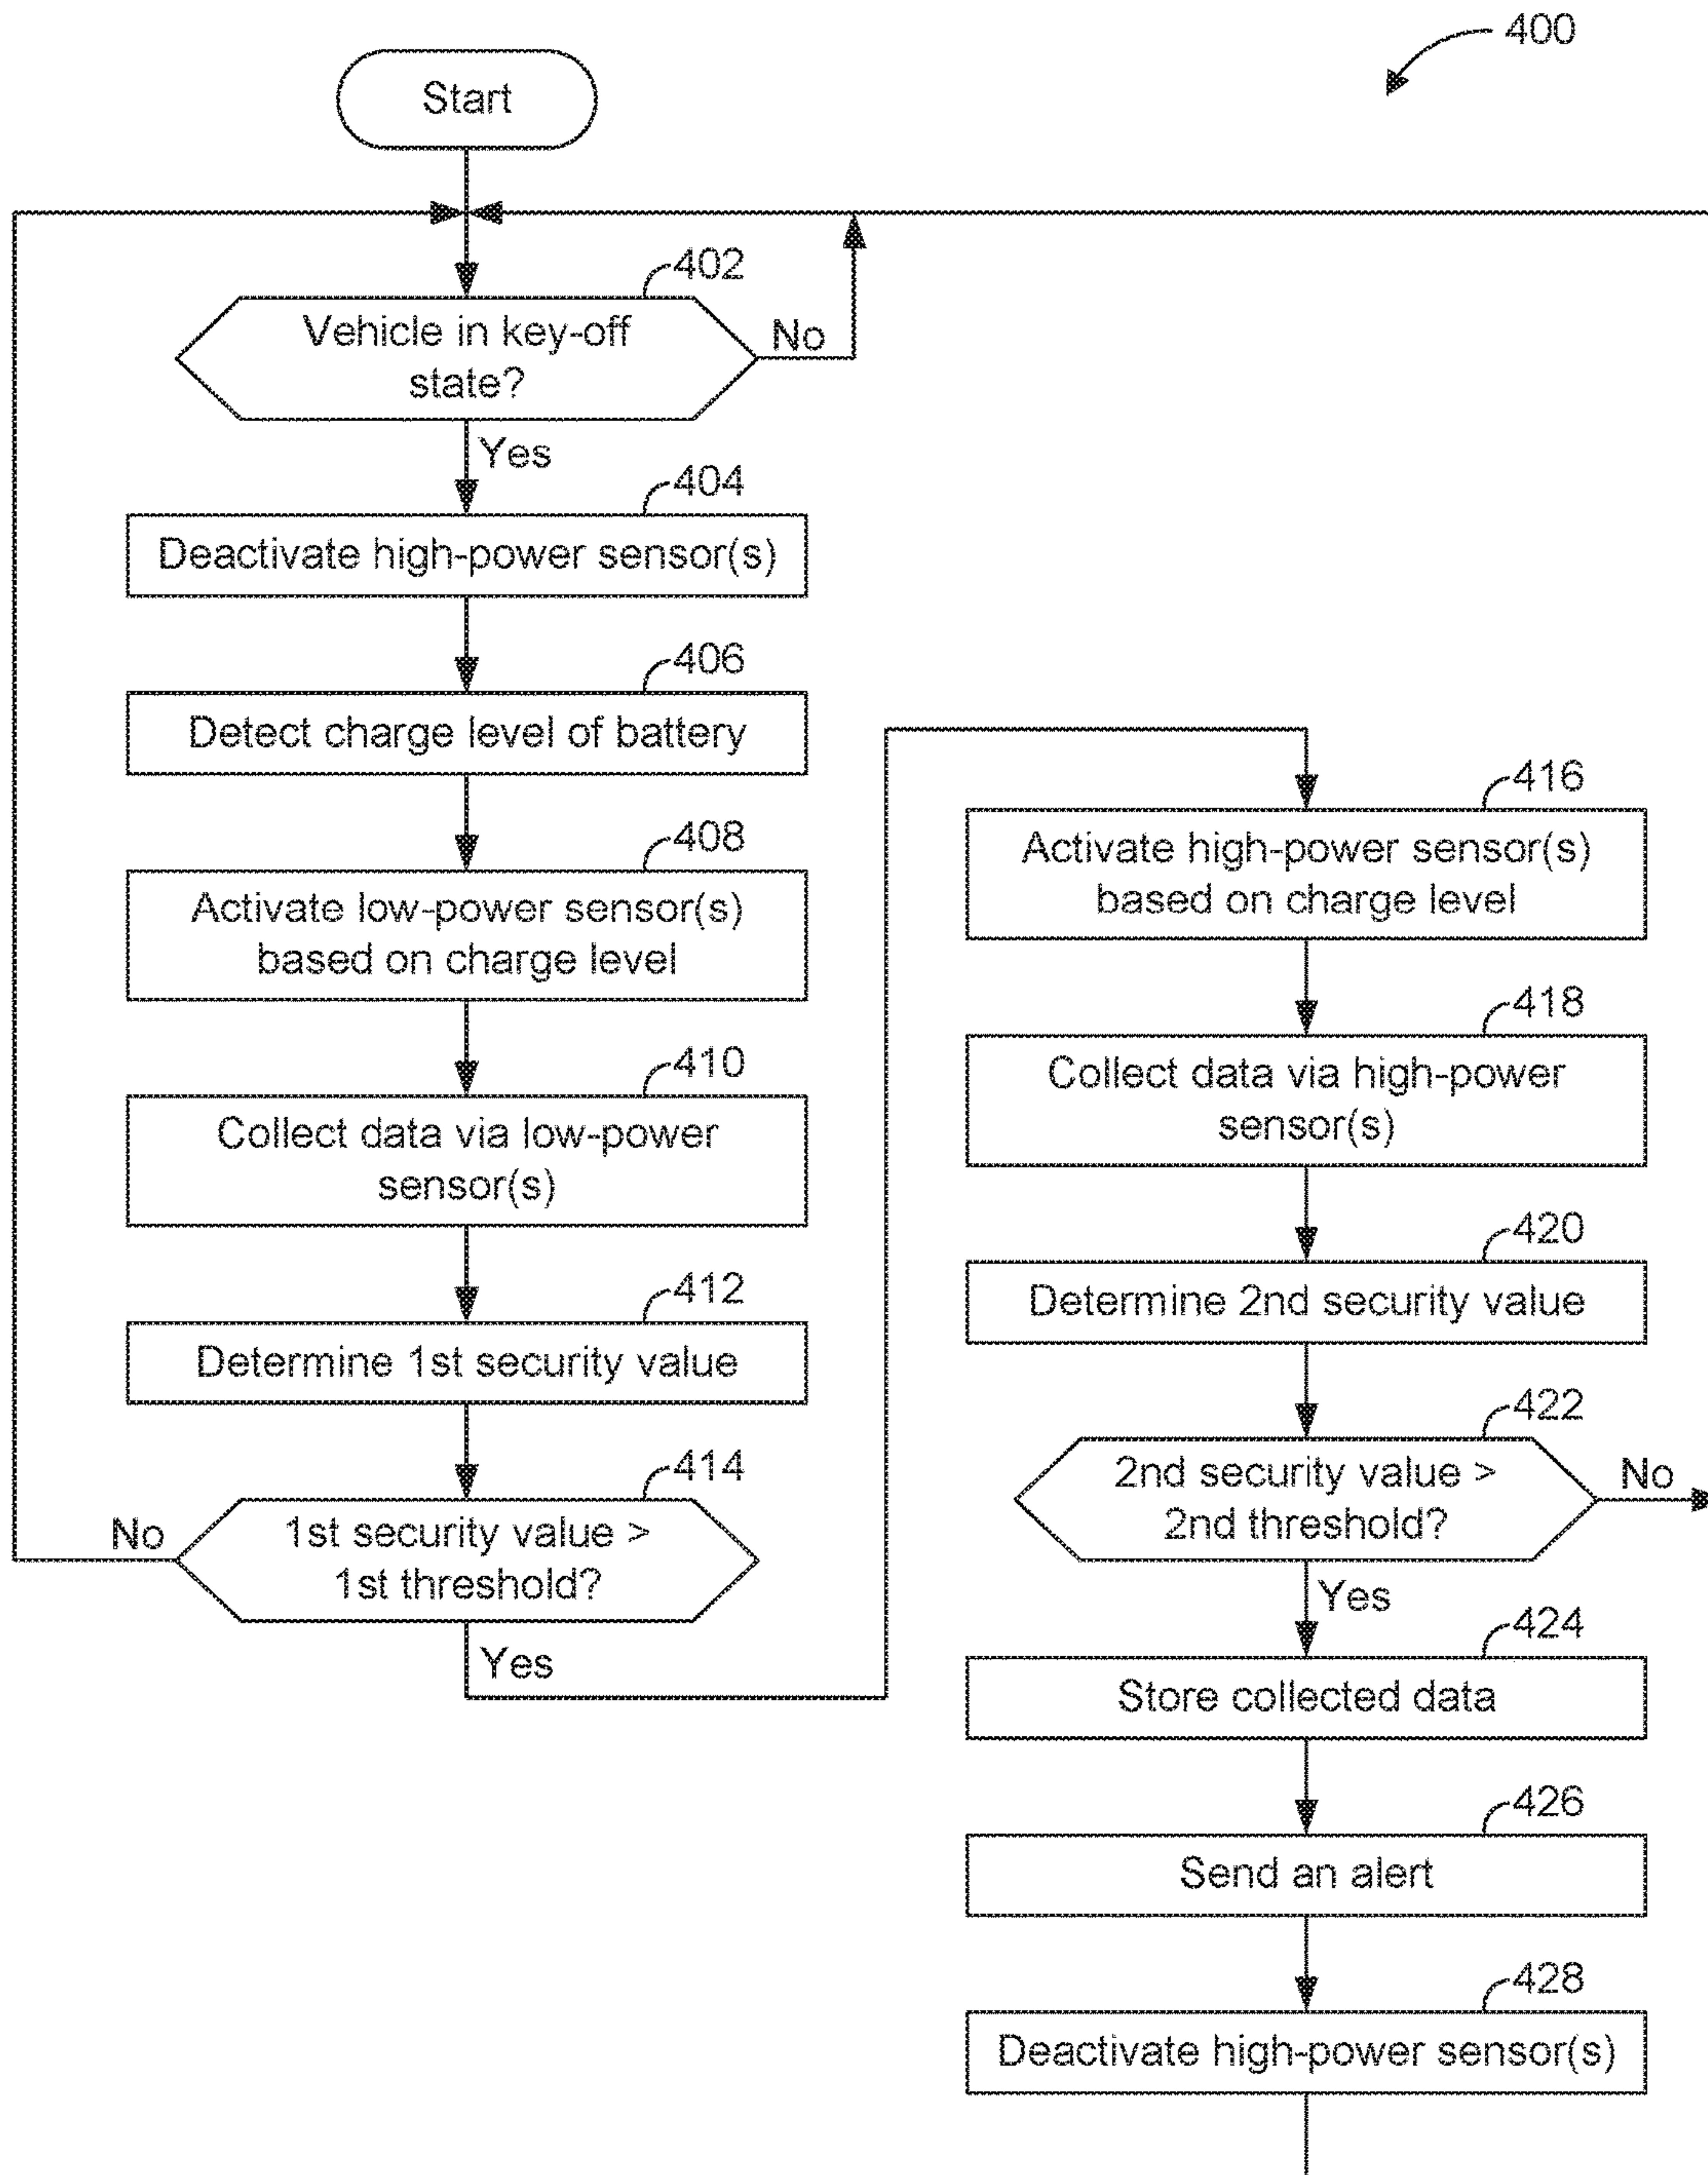 400
Start
402
Vehicle in key-off
state?
No
Yes
404
Deactivate high-power sensor(s)
406
Detect charge level of battery
408
Activate low-power sensor(s)
based on charge level
410
Collect data via low-power
sensor(s)
412
Determine 1st security value
414
1st security value >
1st threshold?
No
Yes
416
Activate high-power sensor(s)
based on charge level
418
Collect data via high-power
sensor(s)
420
Determine 2nd security value
422
2nd security value >
2nd threshold?
No
Yes
424
Store collected data
426
Send an alert
428
Deactivate high-power sensor(s)